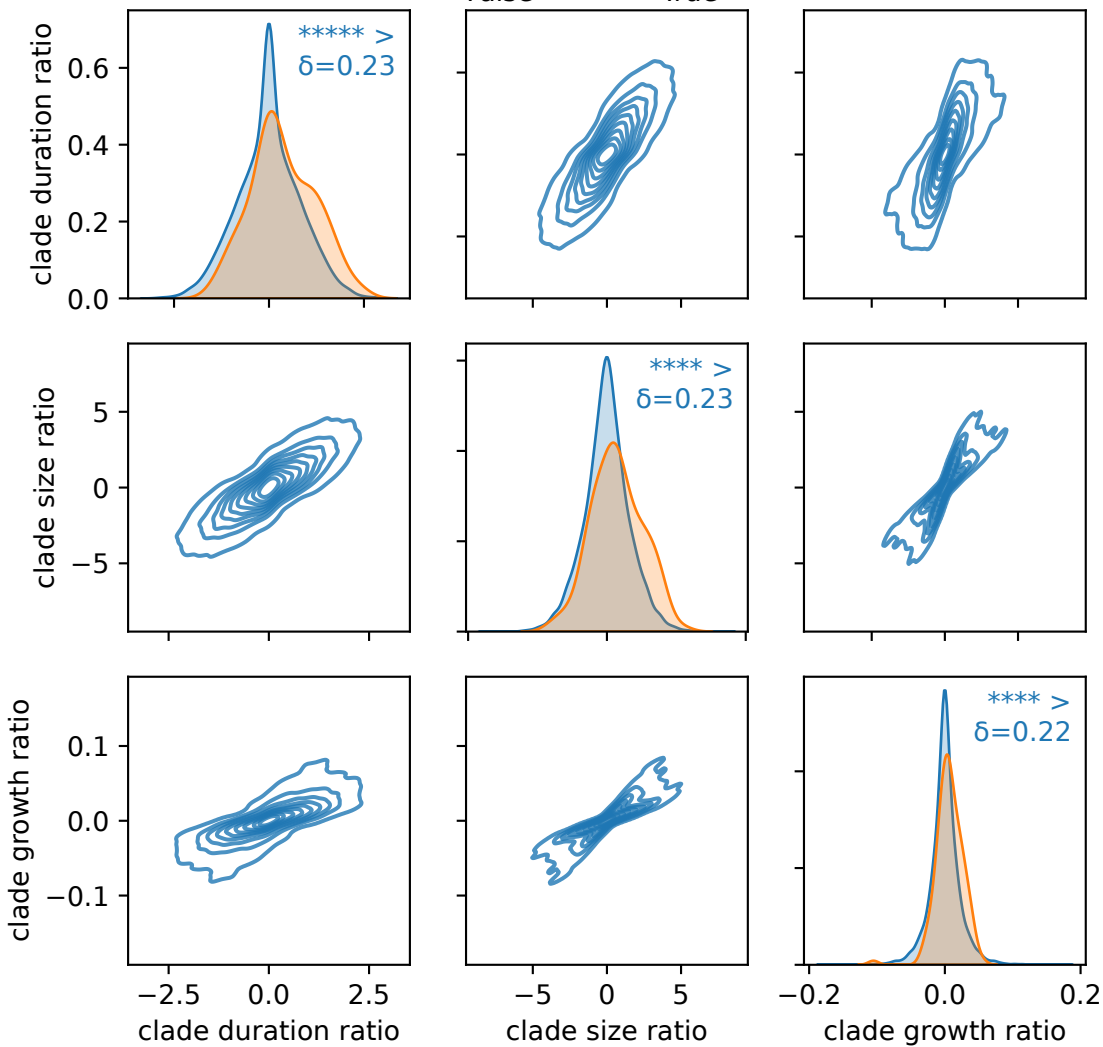 clade duration ratio
0.6
0.4
0.2
0.0
***** >
δ=0.23
clade size ratio
5
0
−5
**** >
δ=0.23
clade growth ratio
0.1
0.0
−0.1
**** >
δ=0.22
−2.5 0.0 2.5
clade duration ratio
−5 0 5
clade size ratio
−0.2 0.0 0.2
clade growth ratio